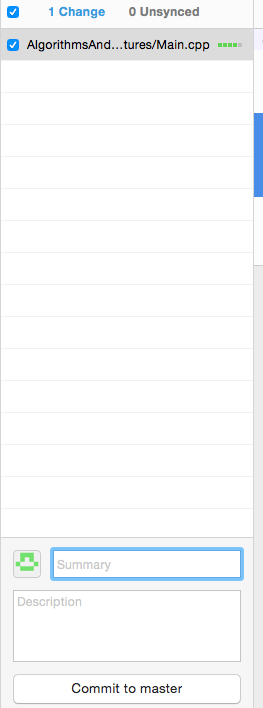 1 Change 0 Unsynced
AlgorithmsAnd...tures/Main.cpp
Summary
Description
Commit to master